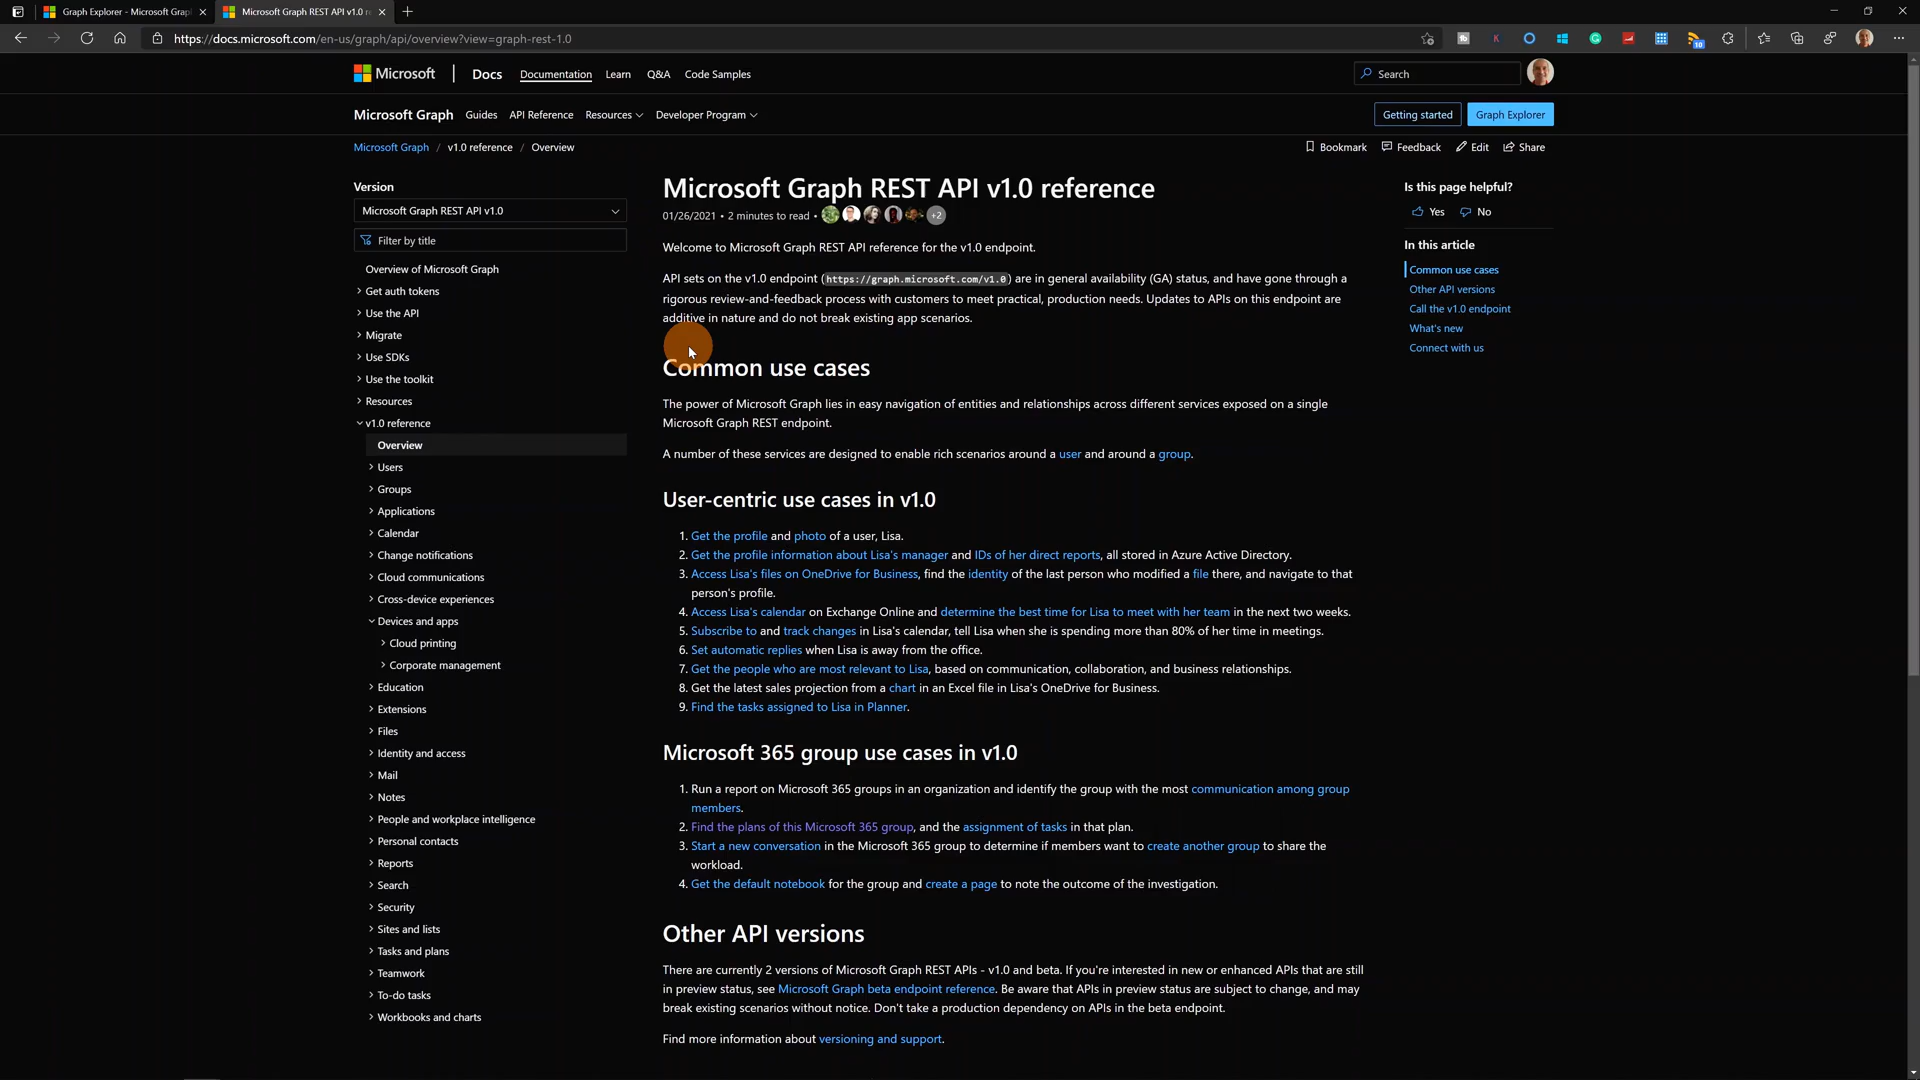 Graph Explorer - Microsoft Grap
Microsoft Graph REST API v1.0 r
https://docs.microsoft.com/en-us/graph/api/overview?view=graph-rest-1.0
10
Microsoft
Docs
Documentation
Learn
Q&A
Code Samples
Search
Microsoft Graph
Guides
API Reference
Resources
Developer Program
Getting started
Graph Explorer
Microsoft Graph / v1.0 reference / Overview
Bookmark
Feedback
Edit
Share
Version
Microsoft Graph REST API v1.0
Filter by title
Overview of Microsoft Graph
Get auth tokens
Use the API
Migrate
Use SDKs
Use the toolkit
Resources
v1.0 reference
Overview
Users
Groups
Applications
Calendar
Change notifications
Cloud communications
Cross-device experiences
Devices and apps
Cloud printing
Corporate management
Education
Extensions
Files
Identity and access
Mail
Notes
People and workplace intelligence
Personal contacts
Reports
Search
Security
Sites and lists
Tasks and plans
Teamwork
To-do tasks
Workbooks and charts
Microsoft Graph REST API v1.0 reference
01/26/2021 • 2 minutes to read • +2
Welcome to Microsoft Graph REST API reference for the v1.0 endpoint.
API sets on the v1.0 endpoint (https://graph.microsoft.com/v1.0) are in general availability (GA) status, and have gone through a
rigorous review-and-feedback process with customers to meet practical, production needs. Updates to APIs on this endpoint are
additive in nature and do not break existing app scenarios.
Common use cases
The power of Microsoft Graph lies in easy navigation of entities and relationships across different services exposed on a single
Microsoft Graph REST endpoint.
A number of these services are designed to enable rich scenarios around a user and around a group.
User-centric use cases in v1.0
1. Get the profile and photo of a user, Lisa.
2. Get the profile information about Lisa's manager and IDs of her direct reports, all stored in Azure Active Directory.
3. Access Lisa's files on OneDrive for Business, find the identity of the last person who modified a file there, and navigate to that
person's profile.
4. Access Lisa's calendar on Exchange Online and determine the best time for Lisa to meet with her team in the next two weeks.
5. Subscribe to and track changes in Lisa's calendar, tell Lisa when she is spending more than 80% of her time in meetings.
6. Set automatic replies when Lisa is away from the office.
7. Get the people who are most relevant to Lisa, based on communication, collaboration, and business relationships.
8. Get the latest sales projection from a chart in an Excel file in Lisa's OneDrive for Business.
9. Find the tasks assigned to Lisa in Planner.
Microsoft 365 group use cases in v1.0
1. Run a report on Microsoft 365 groups in an organization and identify the group with the most communication among group
members.
2. Find the plans of this Microsoft 365 group, and the assignment of tasks in that plan.
3. Start a new conversation in the Microsoft 365 group to determine if members want to create another group to share the
workload.
4. Get the default notebook for the group and create a page to note the outcome of the investigation.
Other API versions
There are currently 2 versions of Microsoft Graph REST APIs - v1.0 and beta. If you're interested in new or enhanced APIs that are still
in preview status, see Microsoft Graph beta endpoint reference. Be aware that APIs in preview status are subject to change, and may
break existing scenarios without notice. Don't take a production dependency on APIs in the beta endpoint.
Find more information about versioning and support.
Is this page helpful?
Yes
No
In this article
Common use cases
Other API versions
Call the v1.0 endpoint
What's new
Connect with us